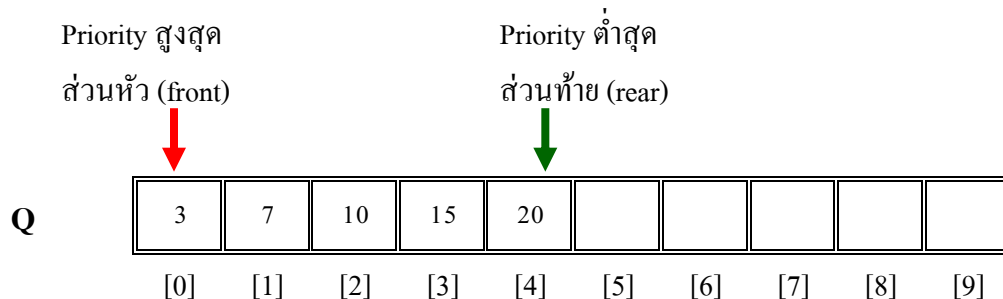 Priority สูงสุด
ส่วนหัว (front)
Priority ต่ำสุด
ส่วนท้าย (rear)
Q 3 7 10 15 20
[0] [1] [2] [3] [4] [5] [6] [7] [8] [9]